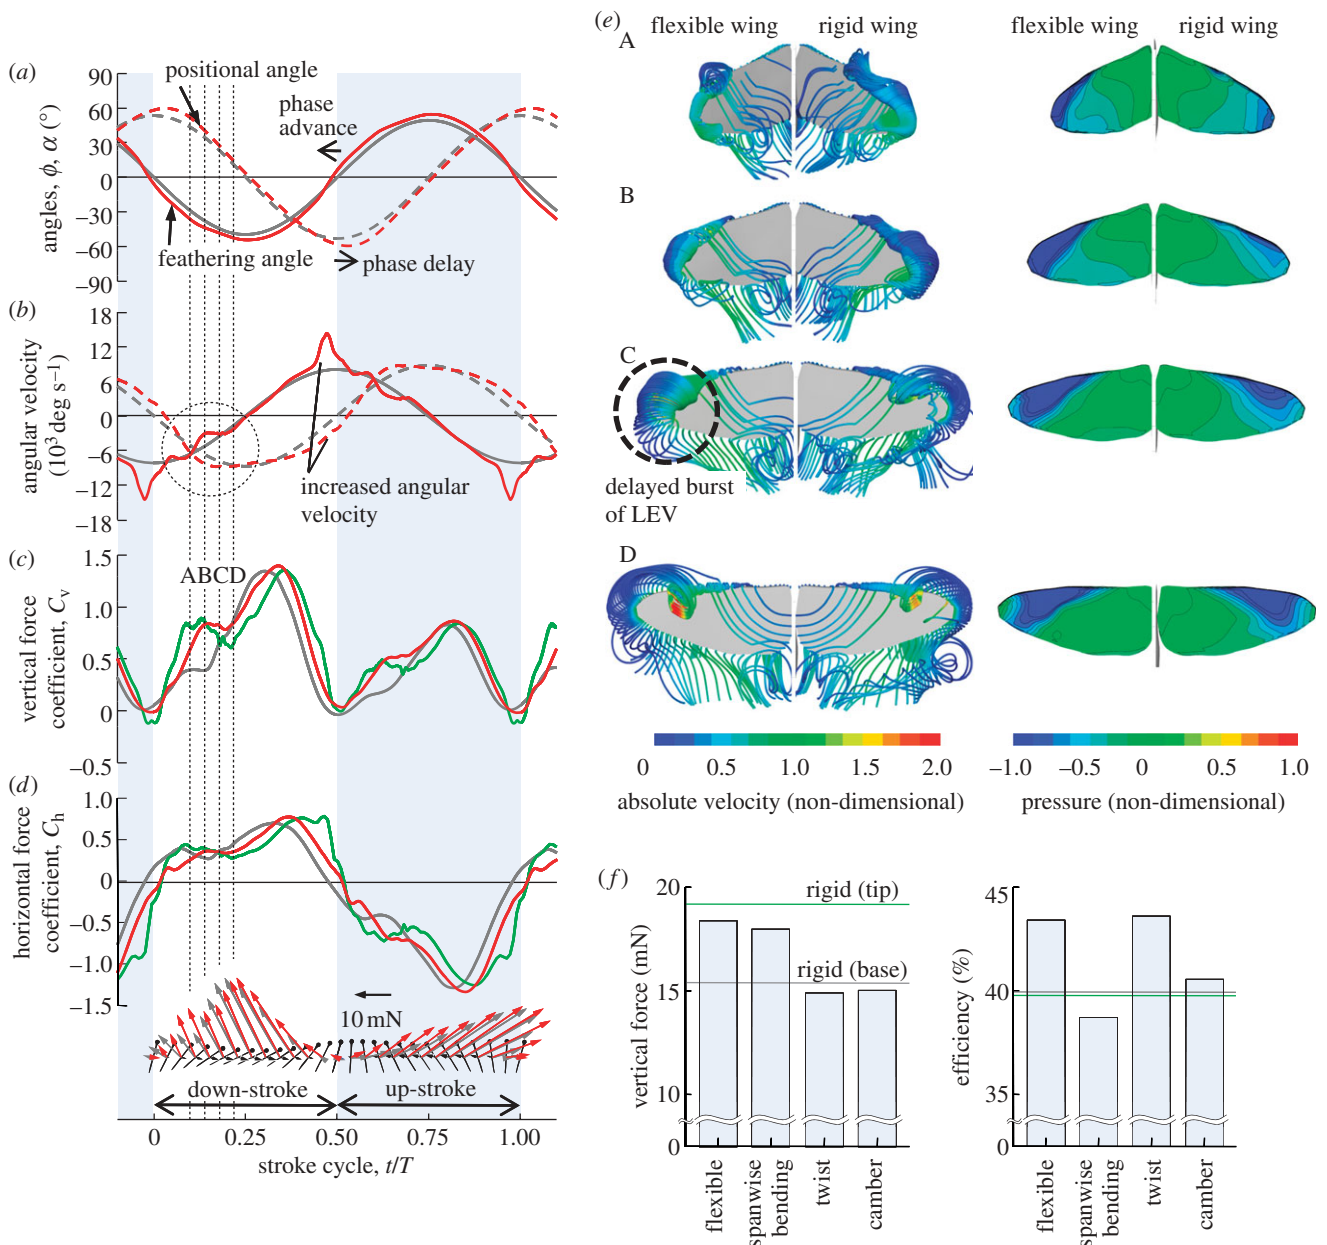 (a)
90
60
30
0
−30
−60
−90
angles, ϕ, α (°)
positional angle
phase
advance
feathering angle
phase delay
(b)
18
12
6
0
−6
−12
−18
angular velocity
(10³ deg s⁻¹)
increased angular
velocity
(c)
1.5
1.0
0.5
0
−0.5
vertical force
coefficient, Cᵥ
ABCD
(d)
1.0
0.5
0
−0.5
−1.0
−1.5
horizontal force
coefficient, Cₕ
10 mN
down-stroke
up-stroke
0
0.25
0.50
0.75
1.00
stroke cycle, t/T
(e)
flexible wing
rigid wing
flexible wing
rigid wing
A
B
C
delayed burst
of LEV
D
0
0.5
1.0
1.5
2.0
absolute velocity (non-dimensional)
−1.0
−0.5
0
0.5
1.0
pressure (non-dimensional)
(f)
20
15
10
0
vertical force (mN)
rigid (tip)
rigid (base)
flexible
spanwise
bending
twist
camber
45
40
35
0
efficiency (%)
flexible
spanwise
bending
twist
camber